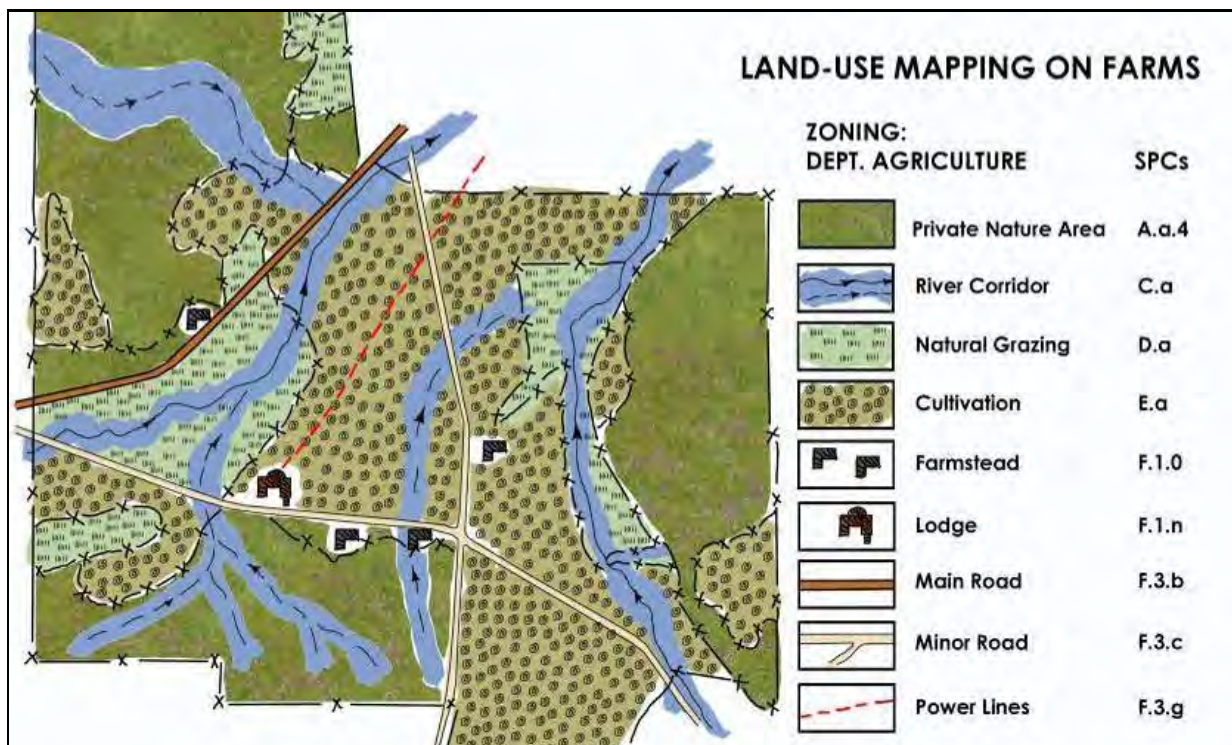 LAND-USE MAPPING ON FARMS
ZONING:
DEPT. AGRICULTURE SPCs
Private Nature Area A.a.4
River Corridor C.a
Natural Grazing D.a
Cultivation E.a
Farmstead F.1.0
Lodge F.1.n
Main Road F.3.b
Minor Road F.3.c
Power Lines F.3.g